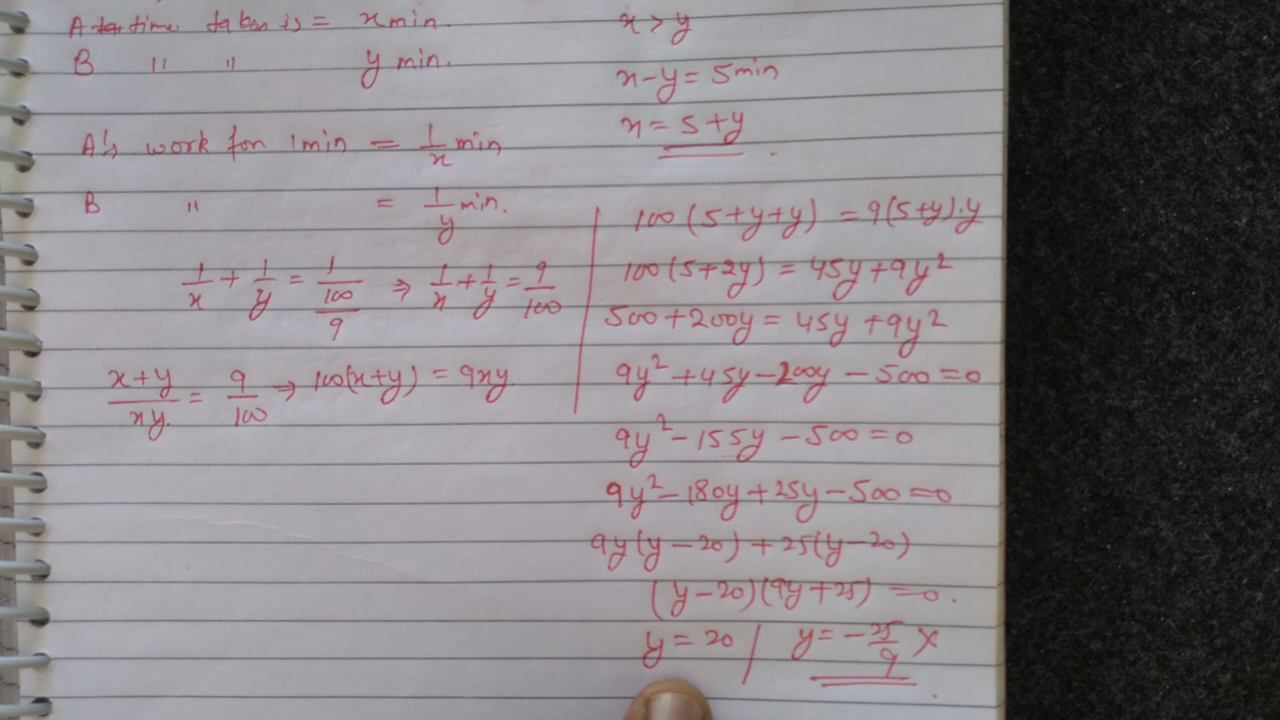 A time taken is = x min.
B " " y min.
x > y
x - y = 5 min
x = 5 + y
A's work for 1 min = 1/x min
B " = 1/y min.
1/x + 1/y = 1/(100/9) ⇒ 1/x + 1/y = 9/100
(x+y)/(xy) = 9/100 ⇒ 100(x+y) = 9xy.
100(5+y+y) = 9(5+y).y
100(5+2y) = 45y+9y²
500+200y = 45y+9y²
9y²+45y-200y-500=0
9y²-155y-500=0
9y²-180y+25y-500=0
9y(y-20)+25(y-20)
(y-20)(9y+25)=0.
y=20 | y=-25/9 ×